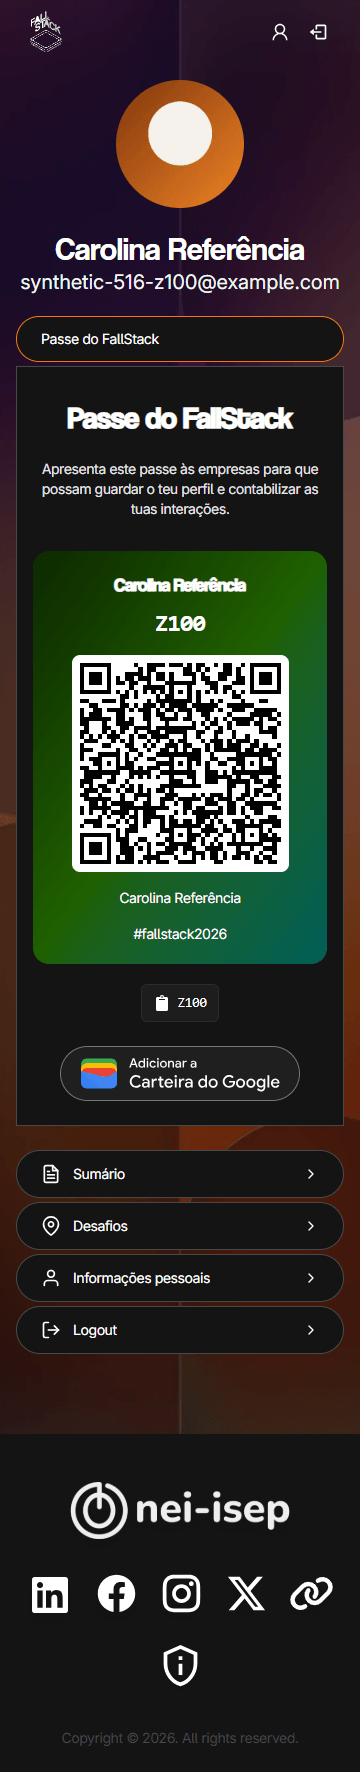 FALL
STACK
Carolina Referência
synthetic-516-z100@example.com
Passe do FallStack
Passe do FallStack
Apresenta este passe às empresas para que
possam guardar o teu perfil e contabilizar as
tuas interações.
Carolina Referência
Z100
Carolina Referência
#fallstack2026
Z100
Adicionar a
Carteira do Google
Sumário
Desafios
Informações pessoais
Logout
nei-isep
Copyright © 2026. All rights reserved.